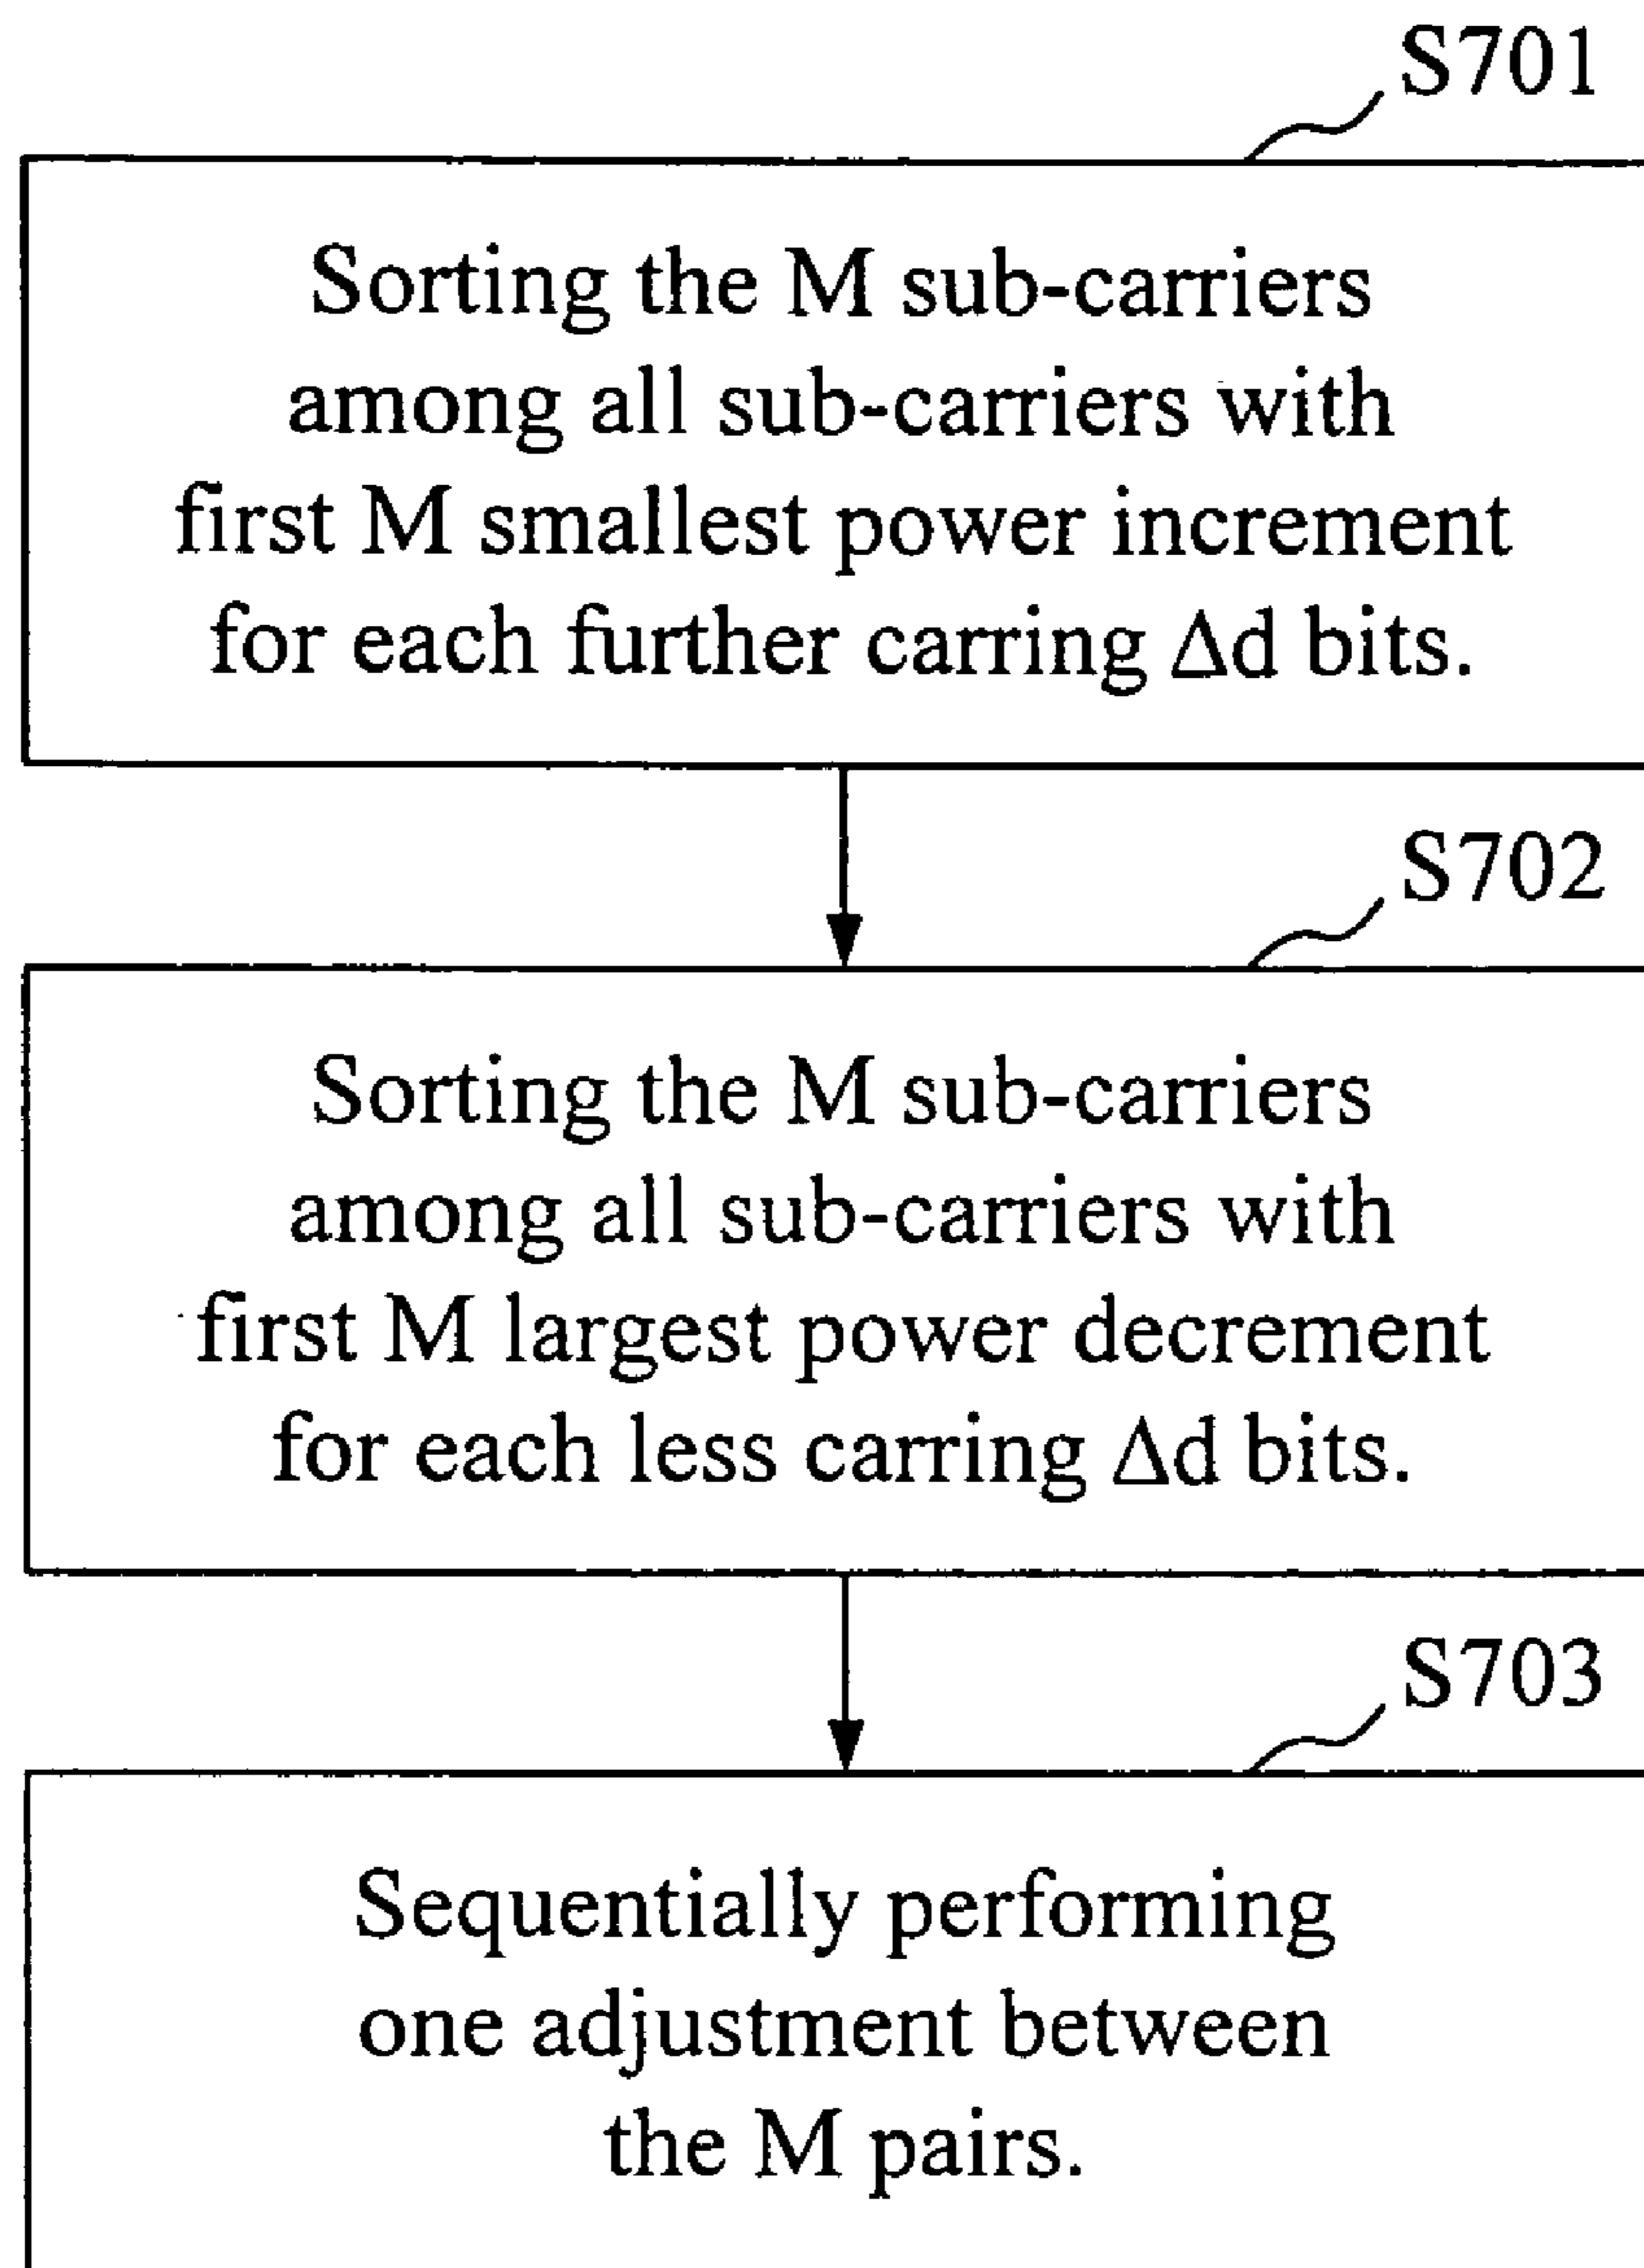 S701
Sorting the M sub-carriers
among all sub-carriers with
first M smallest power increment
for each further carring Δd bits.
S702
Sorting the M sub-carriers
among all sub-carriers with
first M largest power decrement
for each less carring Δd bits.
S703
Sequentially performing
one adjustment between
the M pairs.